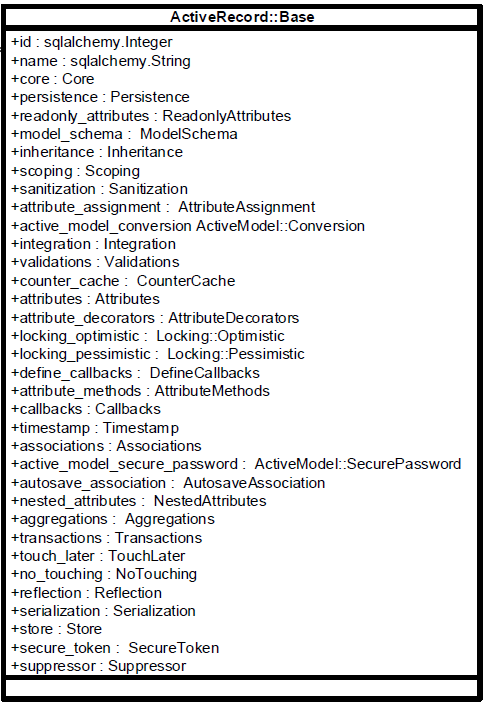 ActiveRecord::Base
+id : sqlalchemy.Integer
+name : sqlalchemy.String
+core : Core
+persistence : Persistence
+readonly_attributes : ReadonlyAttributes
+model_schema :  ModelSchema
+inheritance : Inheritance
+scoping : Scoping
+sanitization : Sanitization
+attribute_assignment :  AttributeAssignment
+active_model_conversion ActiveModel::Conversion
+integration : Integration
+validations : Validations
+counter_cache :  CounterCache
+attributes : Attributes
+attribute_decorators : AttributeDecorators
+locking_optimistic :  Locking::Optimistic
+locking_pessimistic :  Locking::Pessimistic
+define_callbacks :  DefineCallbacks
+attribute_methods : AttributeMethods
+callbacks : Callbacks
+timestamp : Timestamp
+associations : Associations
+active_model_secure_password :  ActiveModel::SecurePassword
+autosave_association :  AutosaveAssociation
+nested_attributes :  NestedAttributes
+aggregations :  Aggregations
+transactions : Transactions
+touch_later : TouchLater
+no_touching : NoTouching
+reflection : Reflection
+serialization : Serialization
+store : Store
+secure_token :  SecureToken
+suppressor : Suppressor